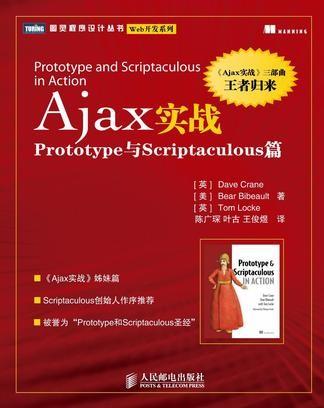 TURING 图灵程序设计丛书 Web开发系列 MANNING
Prototype and Scriptaculous
in Action
《Ajax实战》三部曲
王者归来
Ajax实战
Prototype与Scriptaculous篇
[英] Dave Crane
[美] Bear Bibeault 著
[英] Tom Locke
陈广琛 叶古 王俊煜 译
《Ajax实战》姊妹篇
Scriptaculous创始人作序推荐
被誉为“Prototype和Scriptaculous圣经”
Prototype &
Scriptaculous
IN ACTION
人民邮电出版社
POSTS & TELECOM PRESS